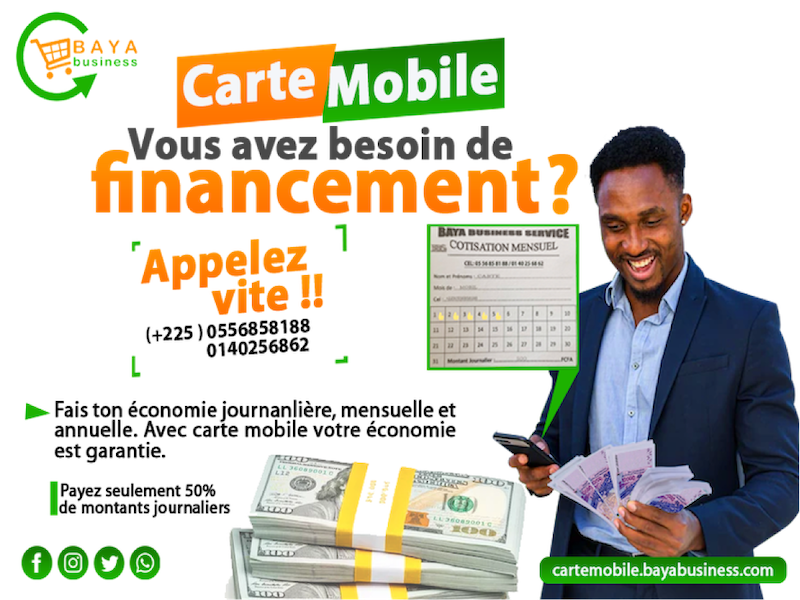 BAYA
business
Carte Mobile
Vous avez besoin de
financement?
Appelez
vite !!
(+225 ) 0556858188
0140256862
BAYA BUSINESS SERVICE
COTISATION MENSUEL
CEL: 05 56 85 81 88 / 01 40 25 68 62
Nom et Prénoms : CARTE
Mois de : MOBIL
Cel :
1 2 3 4 5 6 7 8 9 10
11 12 13 14 15 16 17 18 19 20
21 22 23 24 25 26 27 28 29 30
31 Montant Journalier : FCFA
Fais ton économie journanlière, mensuelle et
annuelle. Avec carte mobile votre économie
est garantie.
Payez seulement 50%
de montants journaliers
100
cartemobile.bayabusiness.com